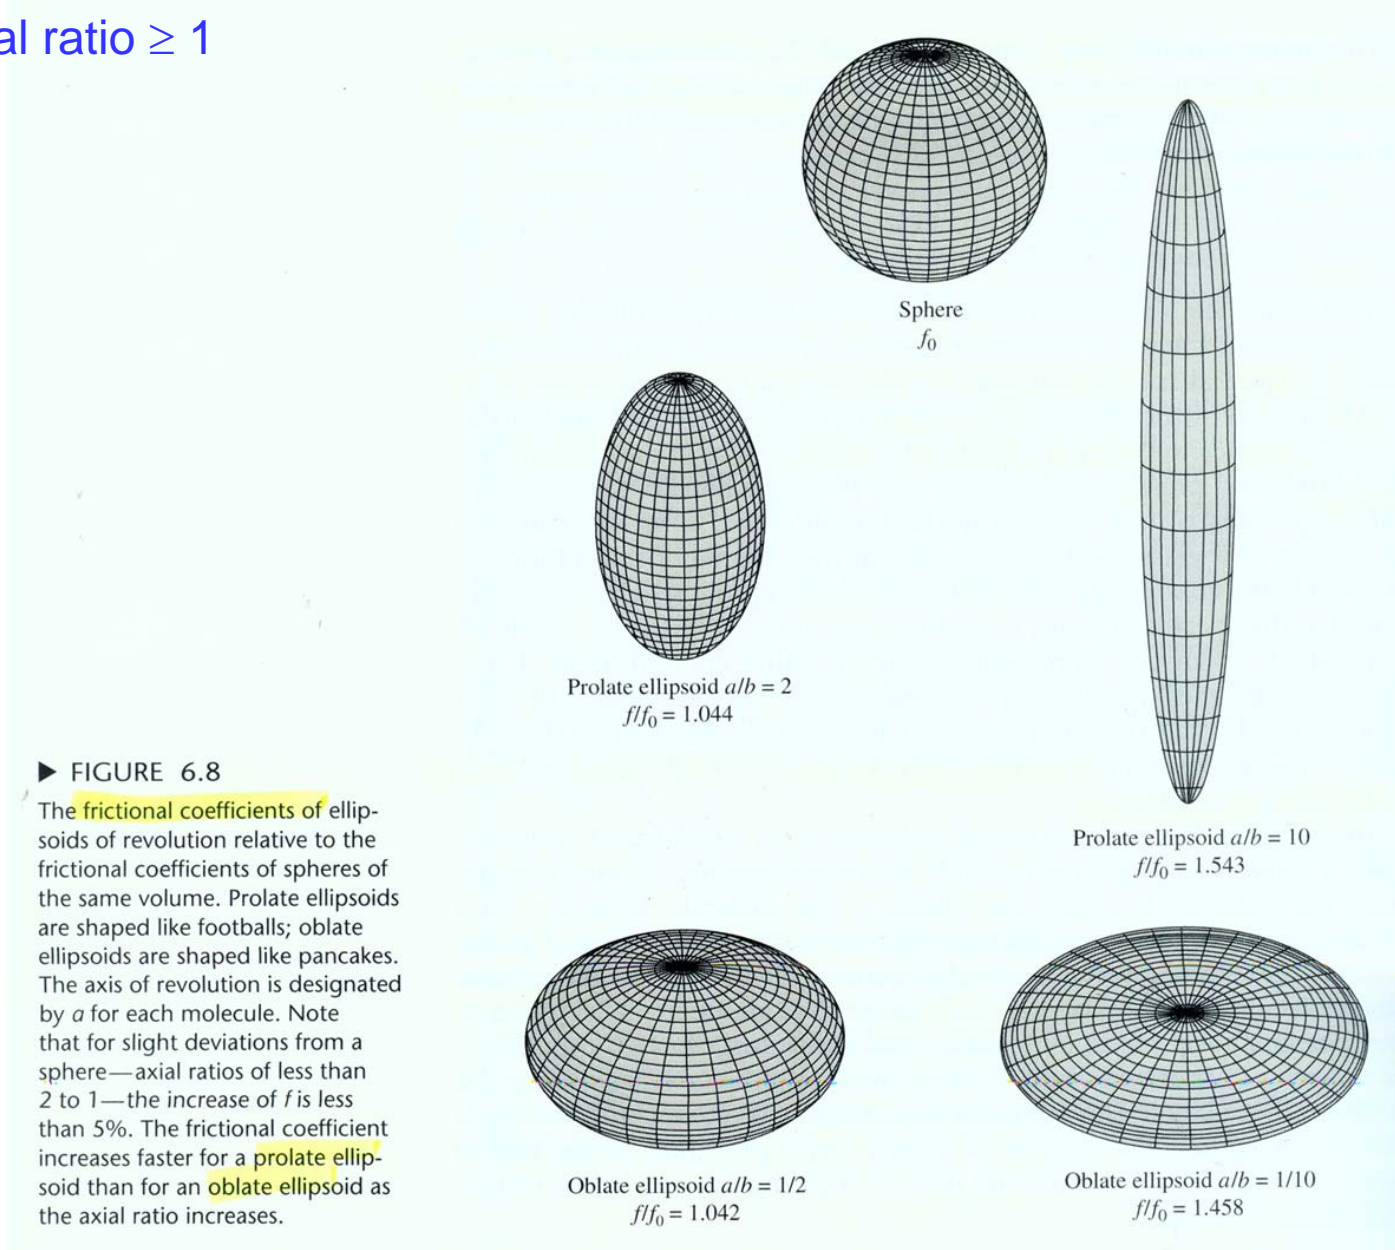 al ratio ≥ 1
Sphere
f0
Prolate ellipsoid a/b = 2
f/f0 = 1.044
Prolate ellipsoid a/b = 10
f/f0 = 1.543
▶ FIGURE 6.8
The frictional coefficients of ellip-
soids of revolution relative to the
frictional coefficients of spheres of
the same volume. Prolate ellipsoids
are shaped like footballs; oblate
ellipsoids are shaped like pancakes.
The axis of revolution is designated
by a for each molecule. Note
that for slight deviations from a
sphere—axial ratios of less than
2 to 1—the increase of f is less
than 5%. The frictional coefficient
increases faster for a prolate ellip-
soid than for an oblate ellipsoid as
the axial ratio increases.
Oblate ellipsoid a/b = 1/2
f/f0 = 1.042
Oblate ellipsoid a/b = 1/10
f/f0 = 1.458